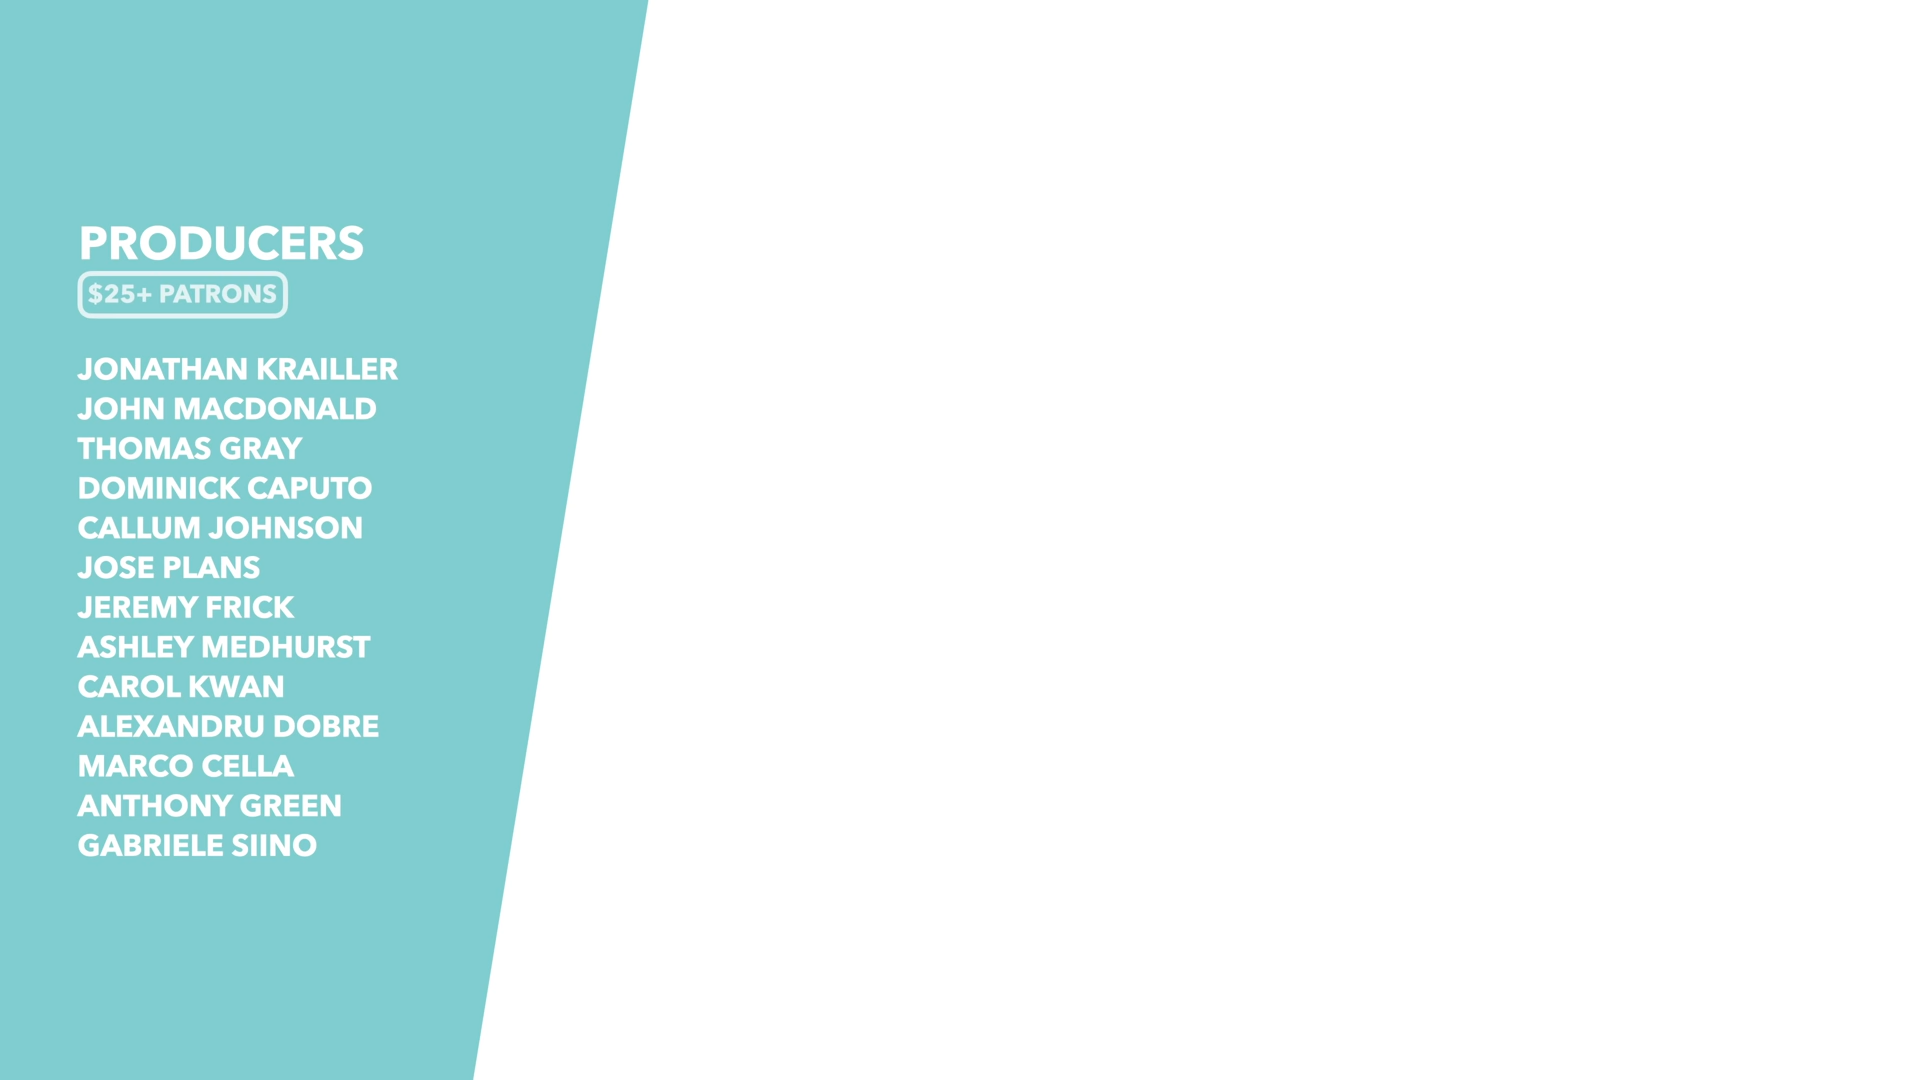 PRODUCERS
$25+ PATRONS
JONATHAN KRAILLER
JOHN MACDONALD
THOMAS GRAY
DOMINICK CAPUTO
CALLUM JOHNSON
JOSE PLANS
JEREMY FRICK
ASHLEY MEDHURST
CAROL KWAN
ALEXANDRU DOBRE
MARCO CELLA
ANTHONY GREEN
GABRIELE SIINO